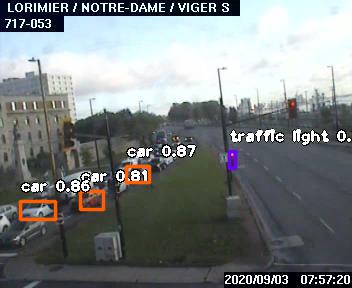 LORIMIER / NOTRE-DAME / VIGER S
717-053
traffic light 0.
car 0.87
car 0.81
car 0.86
2020/09/03 07:57:20